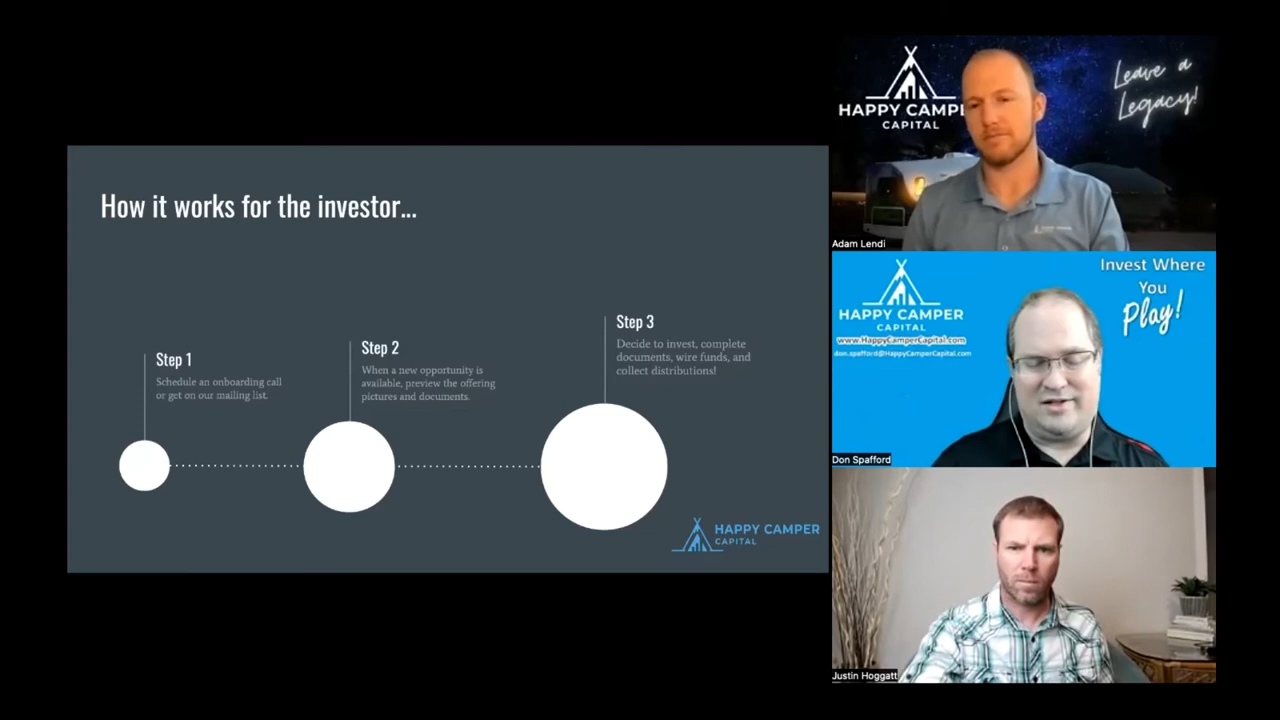 How it works for the investor...
Step 1
Schedule an onboarding call
or get on our mailing list.
Step 2
When a new opportunity is
available, preview the offering
pictures and documents.
Step 3
Decide to invest, complete
documents, wire funds, and
collect distributions!
HAPPY CAMPER
CAPITAL
HAPPY CAMPE
CAPITAL
Leave a
Legacy!
Adam Lendi
HAPPY CAMPER
CAPITAL
www.HappyCamperCapital.com
don.spafford@HappyCamperCapital.com
Invest Where
You
Play!
Don Spafford
Justin Hoggatt